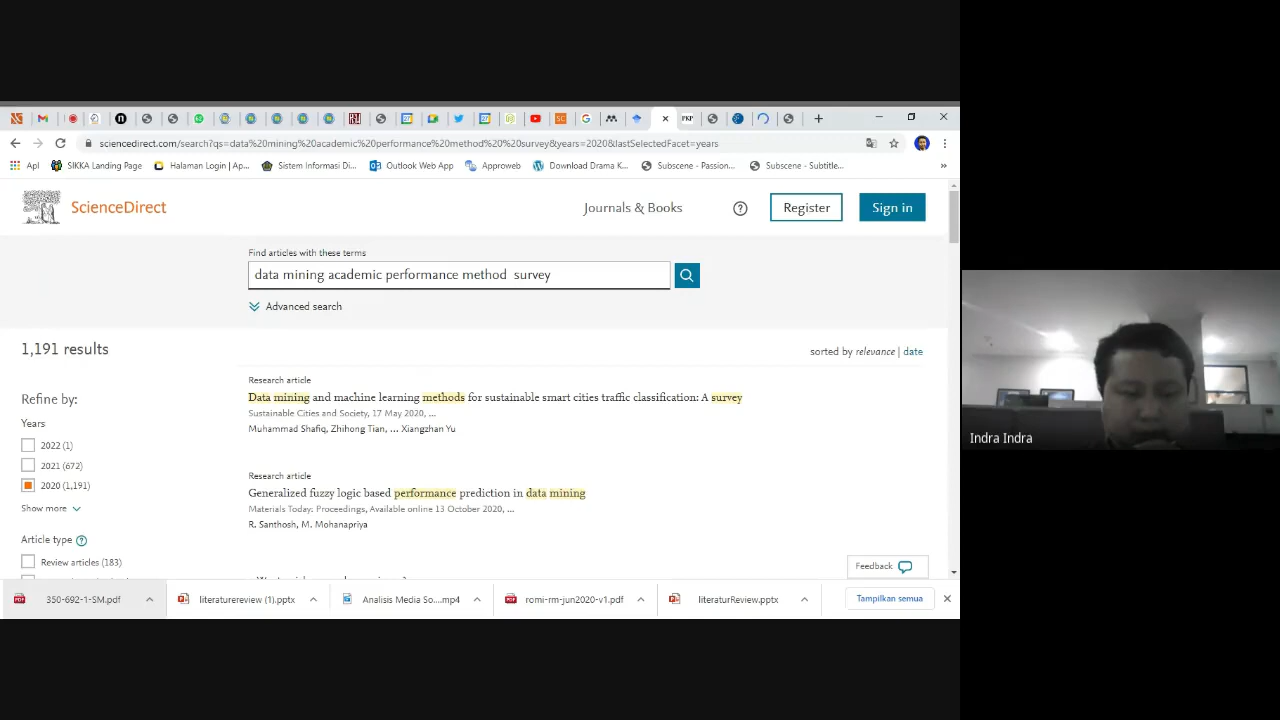 PKP
sciencedirect.com/search?qs=data%20mining%20academic%20performance%20method%20%20survey&years=2020&lastSelectedFacet=years
Apl
SIKKA Landing Page
Halaman Login | Ap...
Sistem Informasi Di...
Outlook Web App
Approweb
Download Drama K...
Subscene - Passion...
Subscene - Subtitle...
»
ScienceDirect
Journals & Books
?
Register
Sign in
Find articles with these terms
data mining academic performance method  survey
Advanced search
1,191 results
sorted by relevance | date
Refine by:
Years
2022 (1)
2021 (672)
2020 (1,191)
Show more
Article type ?
Review articles (183)
Research article
Data mining and machine learning methods for sustainable smart cities traffic classification: A survey
Sustainable Cities and Society, 17 May 2020, ...
Muhammad Shafiq, Zhihong Tian, ... Xiangzhan Yu
Research article
Generalized fuzzy logic based performance prediction in data mining
Materials Today: Proceedings, Available online 13 October 2020, ...
R. Santhosh, M. Mohanapriya
Feedback
350-692-1-SM.pdf
literaturereview (1).pptx
Analisis Media So....mp4
romi-rm-jun2020-v1.pdf
literaturReview.pptx
Tampilkan semua
Indra Indra